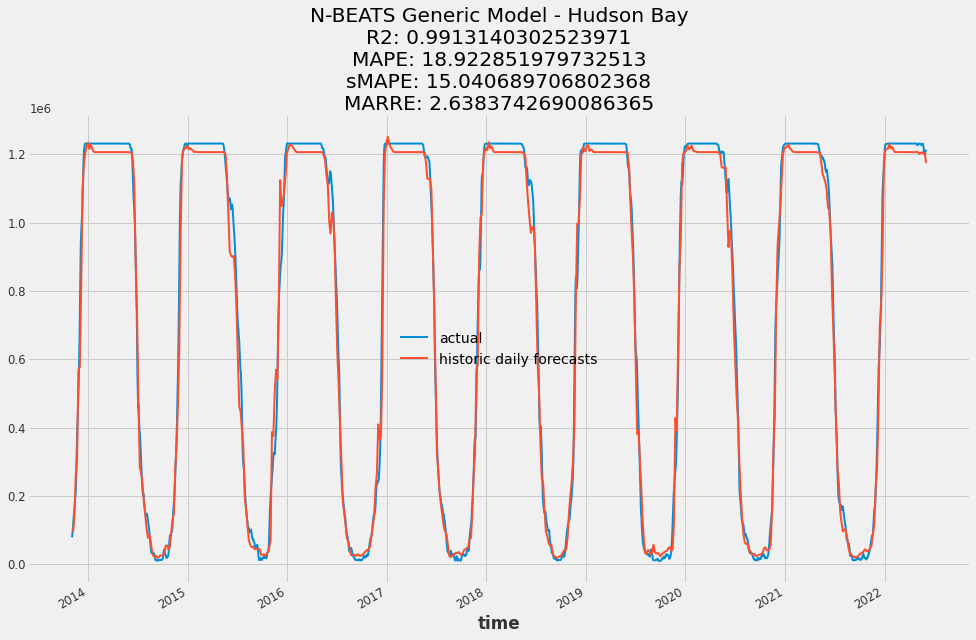 N-BEATS Generic Model - Hudson Bay
R2: 0.9913140302523971
MAPE: 18.922851979732513
sMAPE: 15.040689706802368
MARRE: 2.6383742690086365
1e6
1.2
1.0
0.8
0.6
0.4
0.2
0.0
actual
historic daily forecasts
2014
2015
2016
2017
2018
2019
2020
2021
2022
time